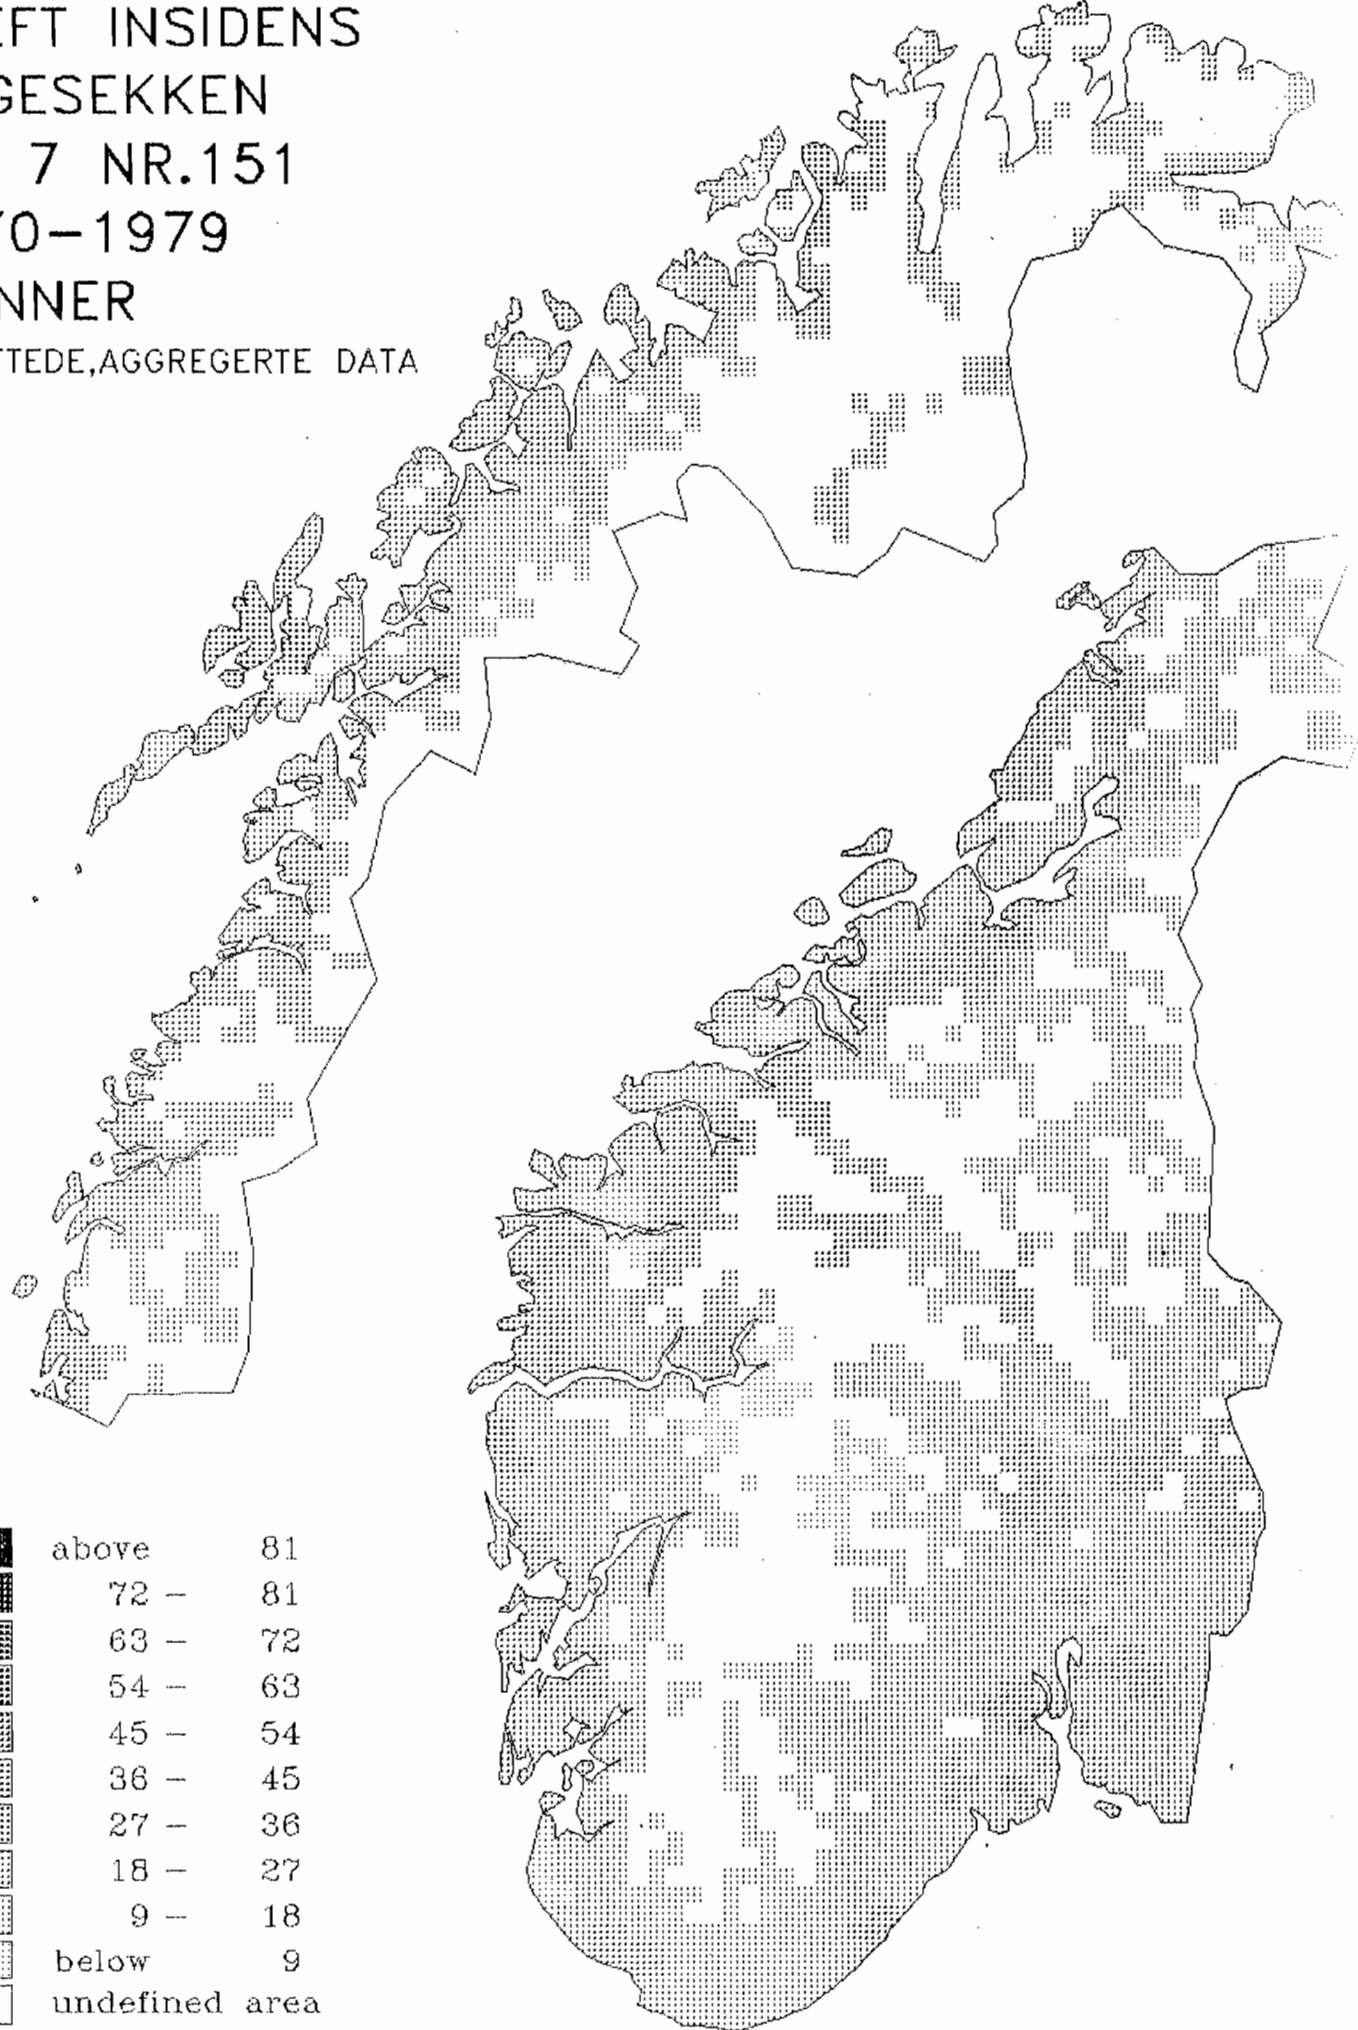 EFT INSIDENS
GESEKKEN
7 NR.151
70-1979
NNER
TTEDE,AGGREGERTE DATA
above 81
72 - 81
63 - 72
54 - 63
45 - 54
36 - 45
27 - 36
18 - 27
9 - 18
below 9
undefined area